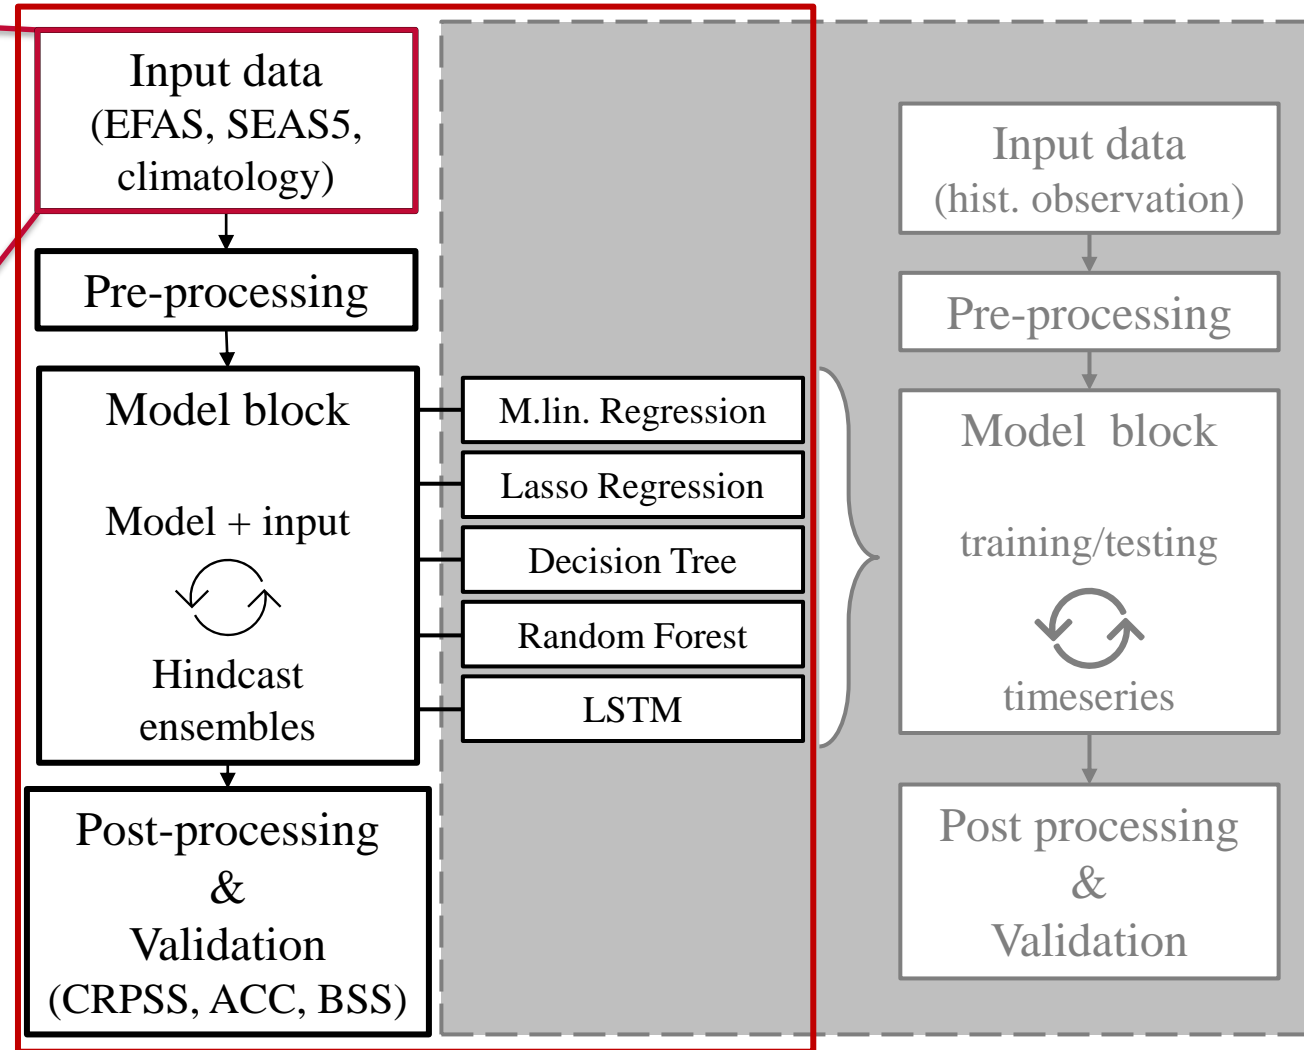 Input data
(EFAS, SEAS5,
climatology)
Pre-processing
Model block
Model + input
Hindcast
ensembles
Post-processing
&
Validation
(CRPSS, ACC, BSS)
M.lin. Regression
Lasso Regression
Decision Tree
Random Forest
LSTM
Input data
(hist. observation)
Pre-processing
Model block
training/testing
timeseries
Post processing
&
Validation